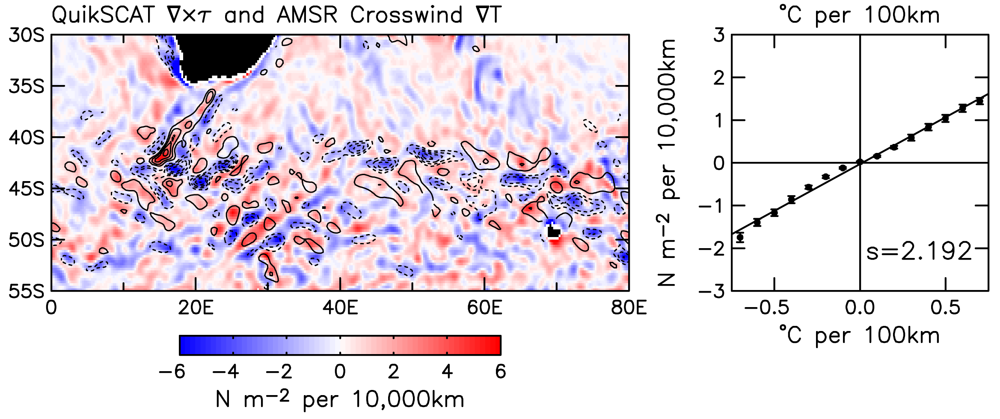 QuikSCAT ∇×τ and AMSR Crosswind ∇T
30S
35S
40S
45S
50S
55S
0 20E 40E 60E 80E
−6 −4 −2 0 2 4 6
N m−2 per 10,000km
°C per 100km
N m−2 per 10,000km
3
2
1
0
−1
−2
−3
s=2.192
−0.5 0.0 0.5
°C per 100km